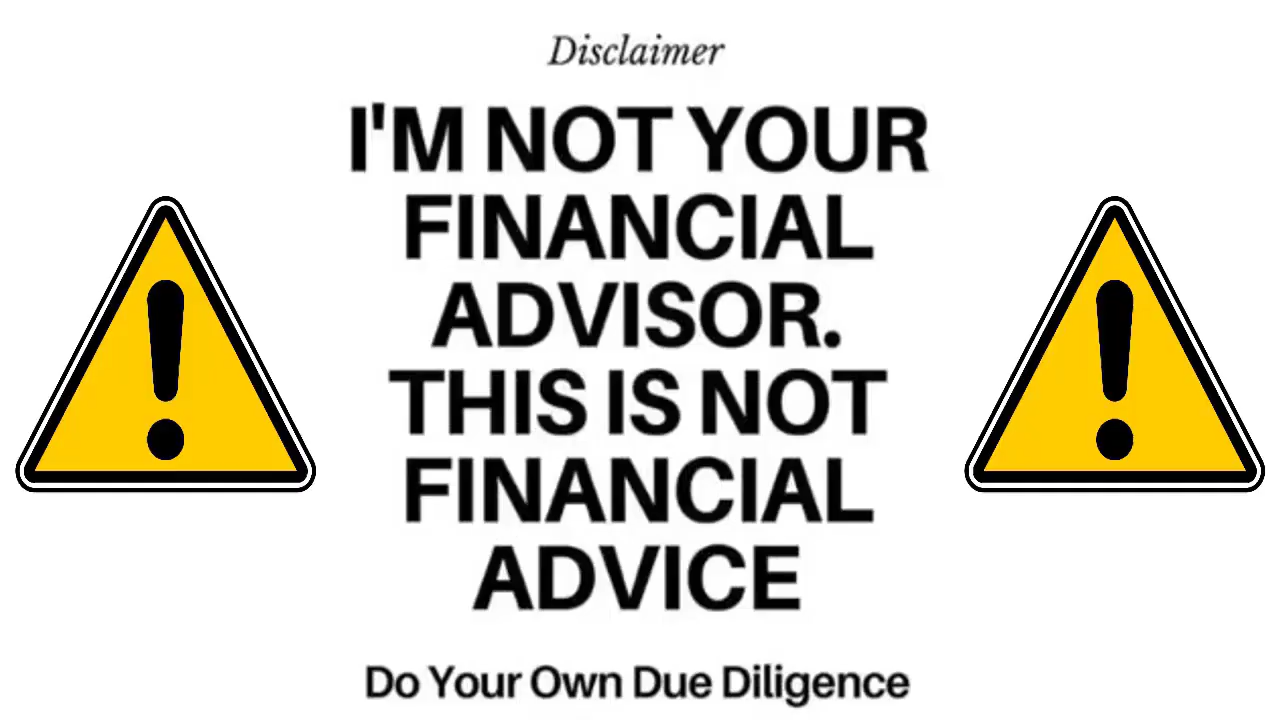 Disclaimer
I'M NOT YOUR
FINANCIAL
ADVISOR.
THIS IS NOT
FINANCIAL
ADVICE
Do Your Own Due Diligence